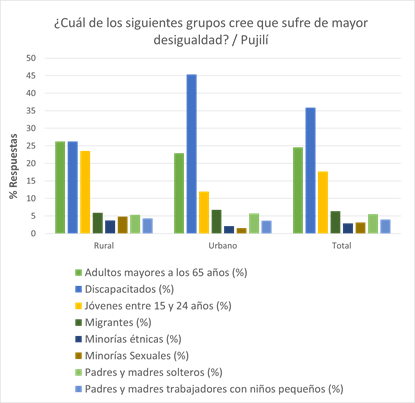 ¿Cuál de los siguientes grupos cree que sufre de mayor
desigualdad? / Pujilí
% Respuestas
50
45
40
35
30
25
20
15
10
5
0
Rural
Urbano
Total
Adultos mayores a los 65 años (%)
Discapacitados (%)
Jóvenes entre 15 y 24 años (%)
Migrantes (%)
Minorías étnicas (%)
Minorías Sexuales (%)
Padres y madres solteros (%)
Padres y madres trabajadores con niños pequeños (%)